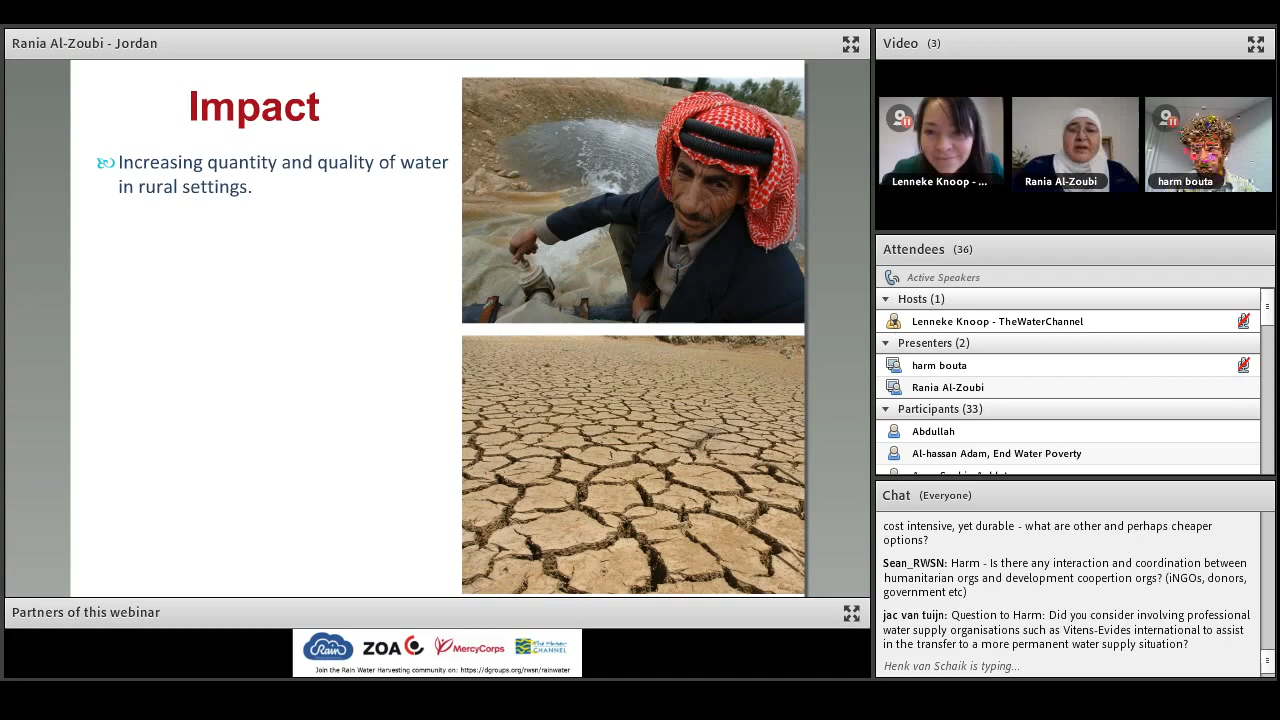 Rania Al-Zoubi - Jordan
Impact
Increasing quantity and quality of water
in rural settings.
Partners of this webinar
Rain
ZOA
MercyCorps
The Water
CHANNEL
Join the Rain Water Harvesting community on: https://dgroups.org/rwsn/rainwater
Video (3)
Lenneke Knoop - ...
Rania Al-Zoubi
harm bouta
Attendees (36)
Active Speakers
Hosts (1)
Lenneke Knoop - TheWaterChannel
Presenters (2)
harm bouta
Rania Al-Zoubi
Participants (33)
Abdullah
Al-hassan Adam, End Water Poverty
Chat (Everyone)
cost intensive, yet durable - what are other and perhaps cheaper
options?
Sean_RWSN: Harm - Is there any interaction and coordination between
humanitarian orgs and development coopertion orgs? (iNGOs, donors,
government etc)
jac van tuijn: Question to Harm: Did you consider involving professional
water supply organisations such as Vitens-Evides international to assist
in the transfer to a more permanent water supply situation?
Henk van Schaik is typing...